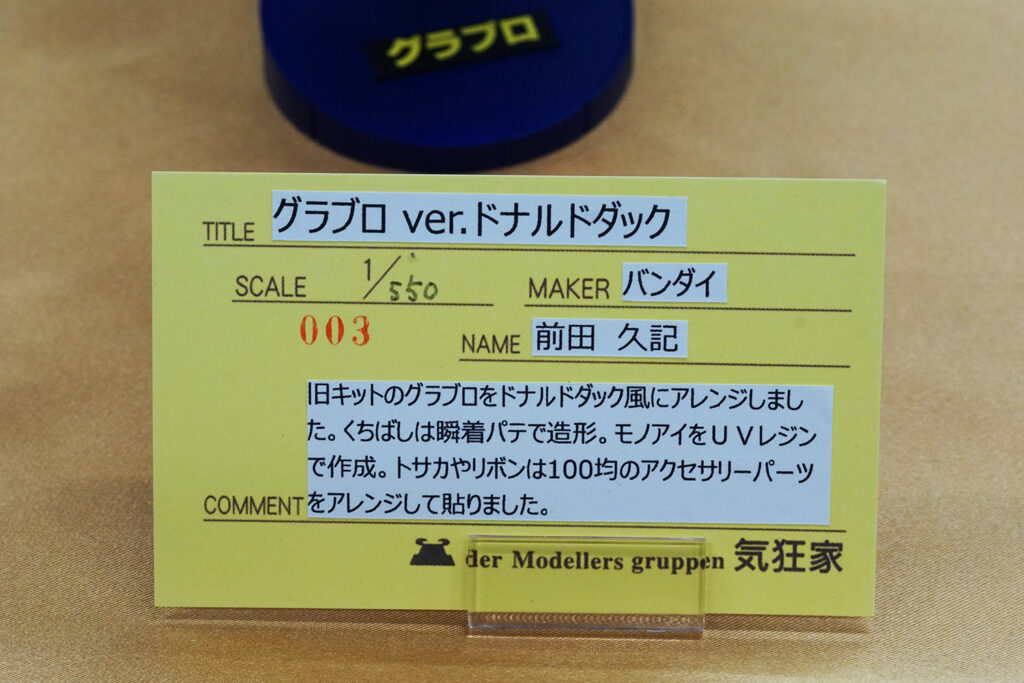 グラブロ
TITLE グラブロ ver.ドナルドダック
SCALE 1/550 MAKER バンダイ
003 NAME 前田 久記
旧キットのグラブロをドナルドダック風にアレンジしまし
た。くちばしは瞬着パテで造形。モノアイをＵＶレジン
で作成。トサカやリボンは100均のアクセサリーパーツ
COMMENT をアレンジして貼りました。
der Modellers gruppen 気狂家